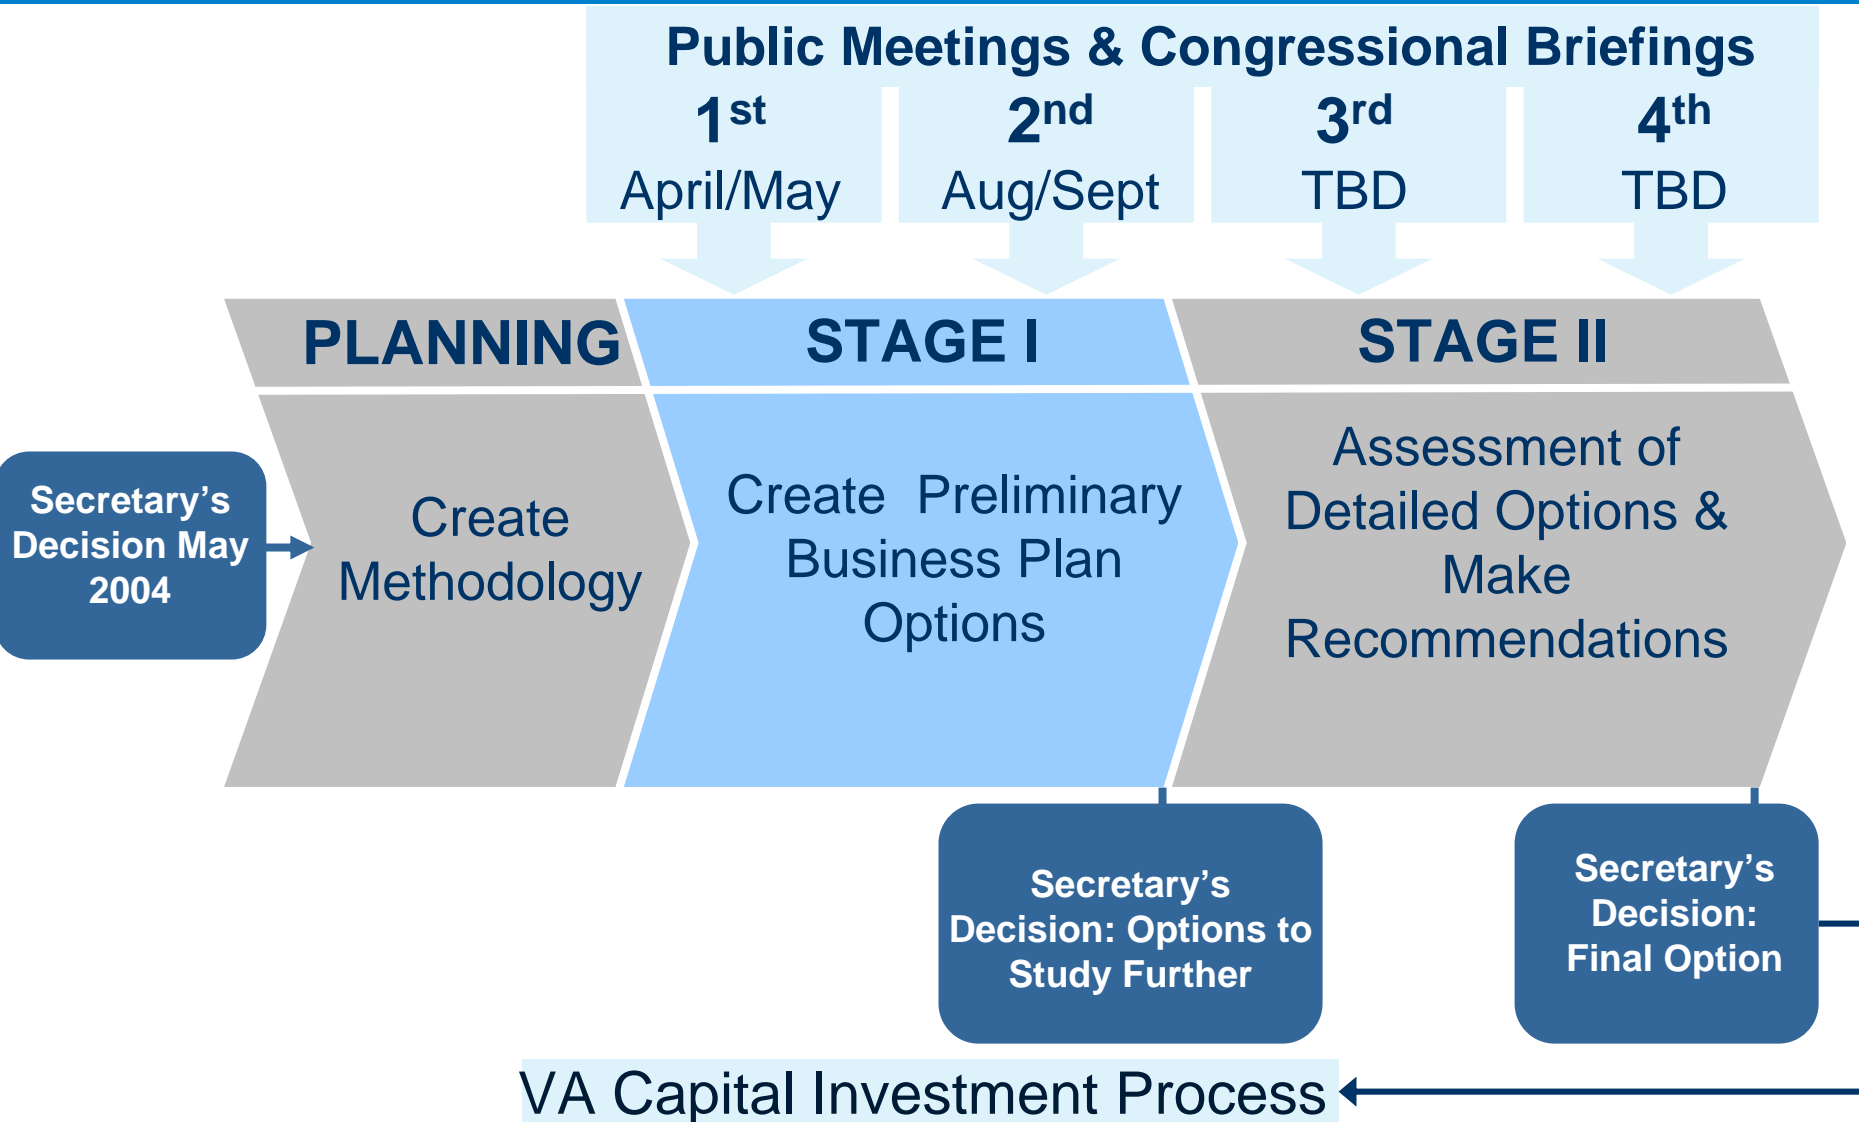 Public Meetings & Congressional Briefings
1st
April/May
2nd
Aug/Sept
3rd
TBD
4th
TBD
PLANNING
STAGE I
STAGE II
Secretary’s
Decision May
2004
Create
Methodology
Create Preliminary
Business Plan
Options
Assessment of
Detailed Options &
Make
Recommendations
Secretary’s
Decision: Options to
Study Further
Secretary’s
Decision:
Final Option
VA Capital Investment Process